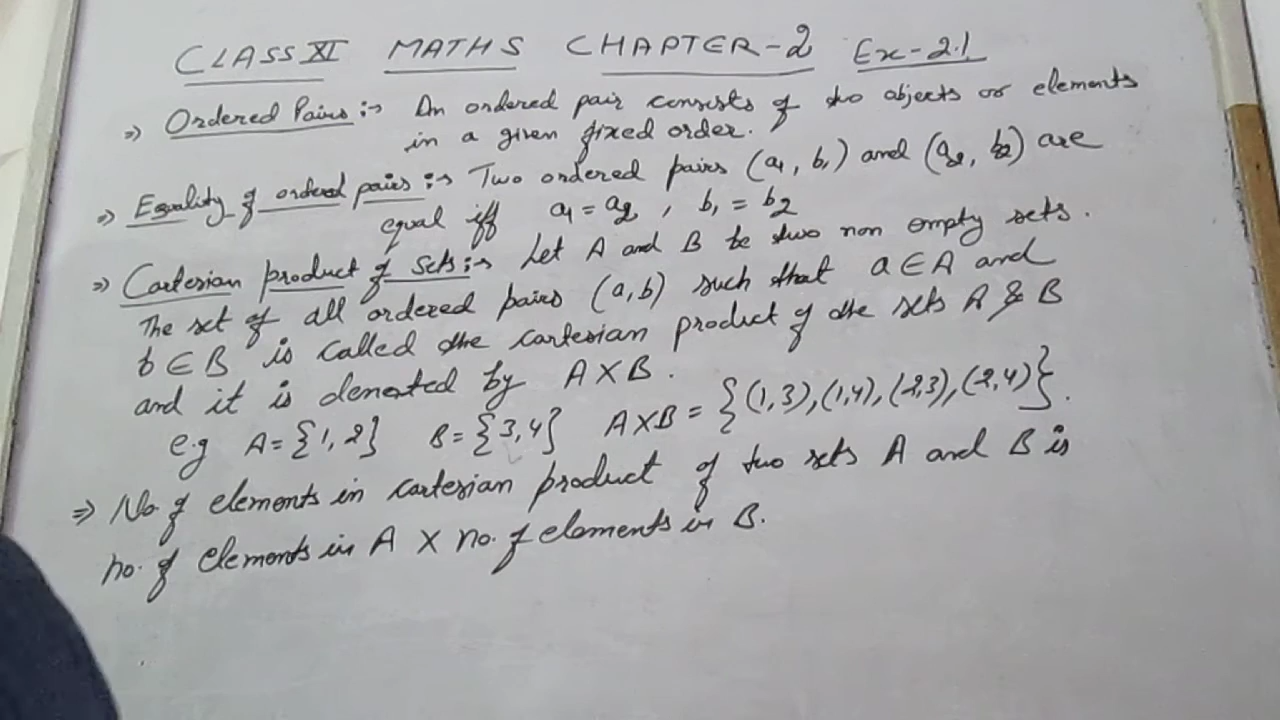 CLASS XI MATHS CHAPTER-2 Ex-2.1
⇒ Ordered Pairs :→ An ordered pair consists of two objects or elements
in a given fixed order.
⇒ Equality of ordered pairs :→ Two ordered pairs (a₁, b₁) and (a₂, b₂) are
equal iff a₁ = a₂ , b₁ = b₂
⇒ Cartesian product of sets :→ Let A and B be two non empty sets.
The set of all ordered pairs (a, b) such that a ∈ A and
b ∈ B is called the cartesian product of the sets A & B
and it is denoted by A X B.
e.g A = {1, 2} B = {3, 4} A X B = {(1, 3), (1, 4), (2, 3), (2, 4)}.
⇒ No. of elements in cartesian product of two sets A and B is
no. of elements in A X no. of elements in B.